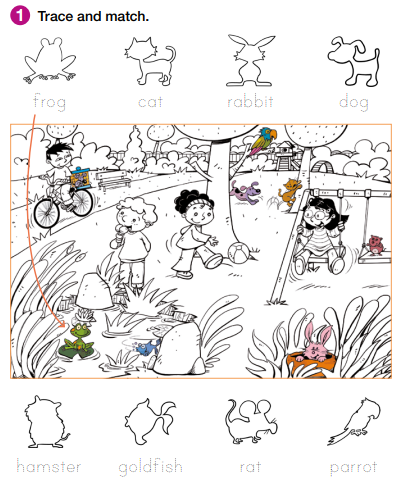 1 Trace and match.
frog cat rabbit dog
hamster goldfish rat parrot